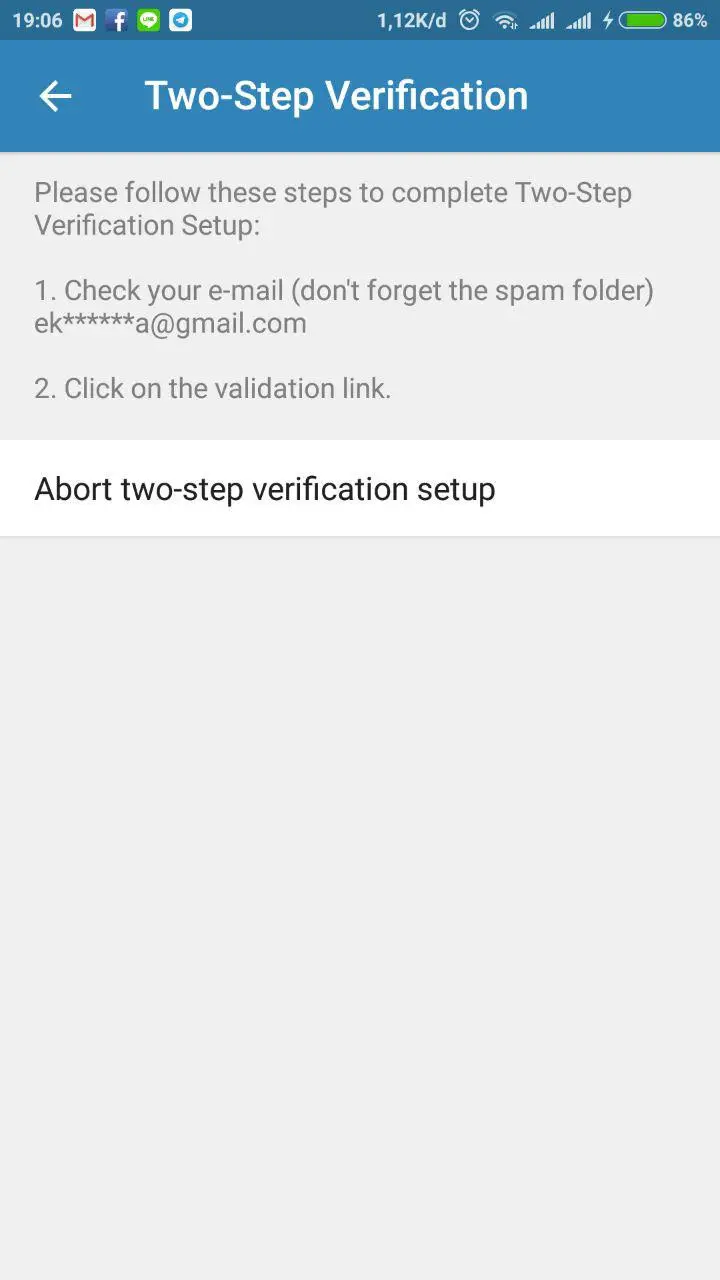 19:06 1,12K/d 86%
Two-Step Verification
Please follow these steps to complete Two-Step
Verification Setup:
1. Check your e-mail (don't forget the spam folder)
ek******a@gmail.com
2. Click on the validation link.
Abort two-step verification setup